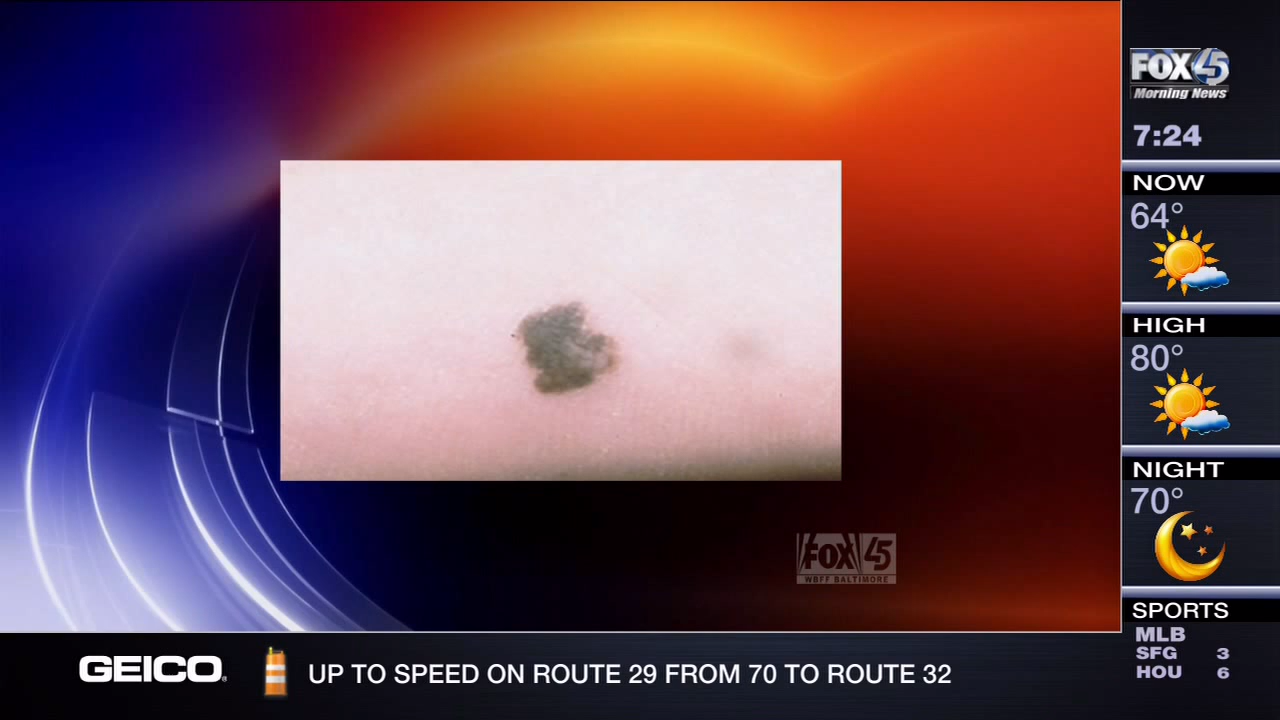 FOX 45
Morning News
7:24
NOW
64°
HIGH
80°
NIGHT
70°
SPORTS
MLB
SFG 3
HOU 6
FOX 45
WBFF BALTIMORE
GEICO.
UP TO SPEED ON ROUTE 29 FROM 70 TO ROUTE 32